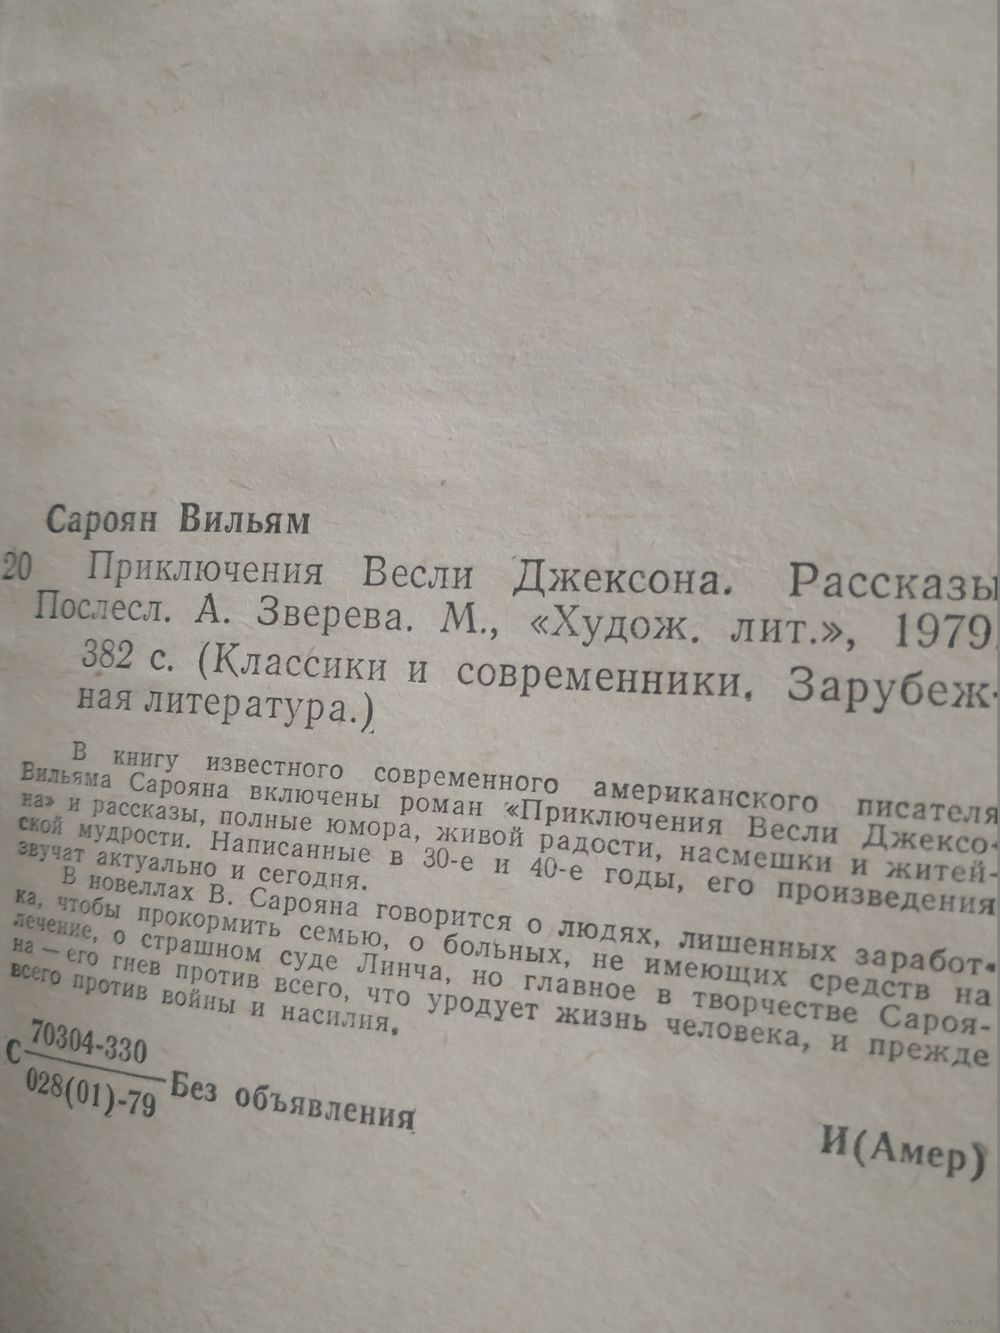 Сароян Вильям
20 Приключения Весли Джексона. Рассказы
Послесл. А. Зверева. М., «Худож. лит.», 1979.
382 с. (Классики и современники. Зарубеж-
ная литература.)
В книгу известного современного американского писателя
Вильяма Сарояна включены роман «Приключения Весли Джексо-
на» и рассказы, полные юмора, живой радости, насмешки и житей-
ской мудрости. Написанные в 30-е и 40-е годы, его произведения
звучат актуально и сегодня.
В новеллах В. Сарояна говорится о людях, лишенных заработ-
ка, чтобы прокормить семью, о больных, не имеющих средств на
лечение, о страшном суде Линча, но главное в творчестве Сароя-
на — его гнев против всего, что уродует жизнь человека, и прежде
всего против войны и насилия.
С 70304-330
028(01)-79 Без объявления
И(Амер)
www.ay.by